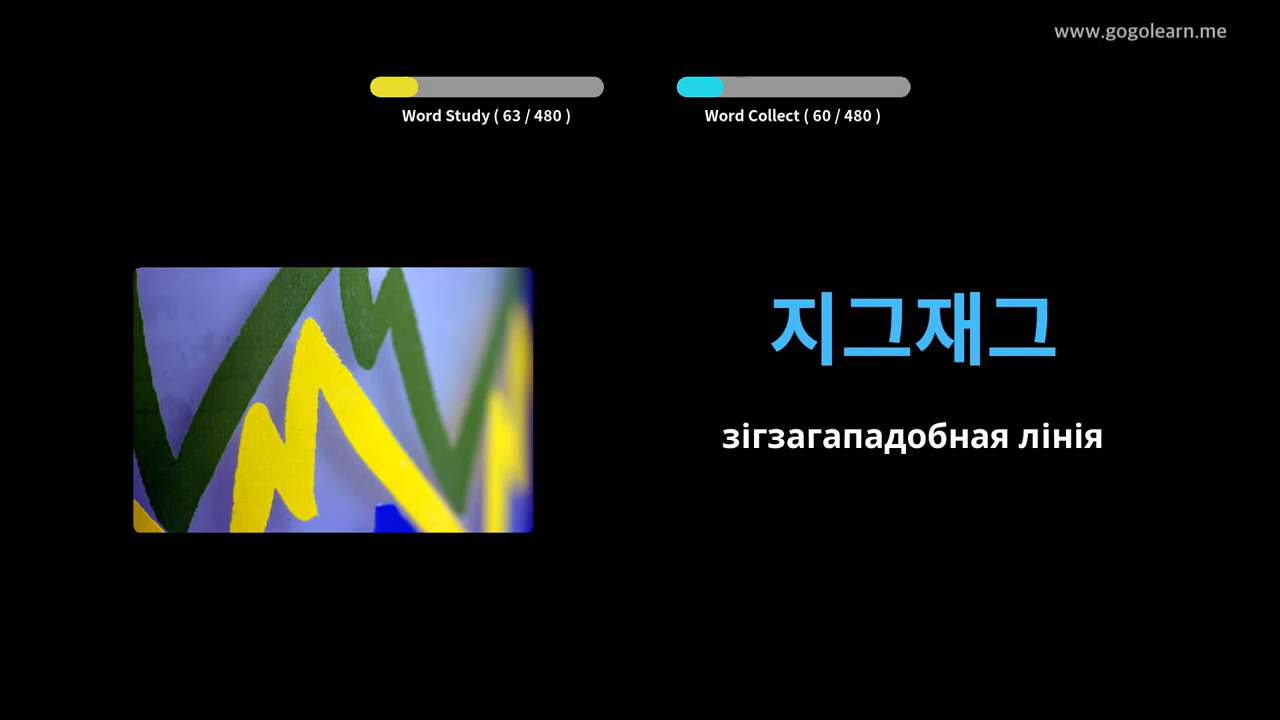 www.gogolearn.me
Word Study ( 63 / 480 )
Word Collect ( 60 / 480 )
지그재그
зігзагападобная лінія